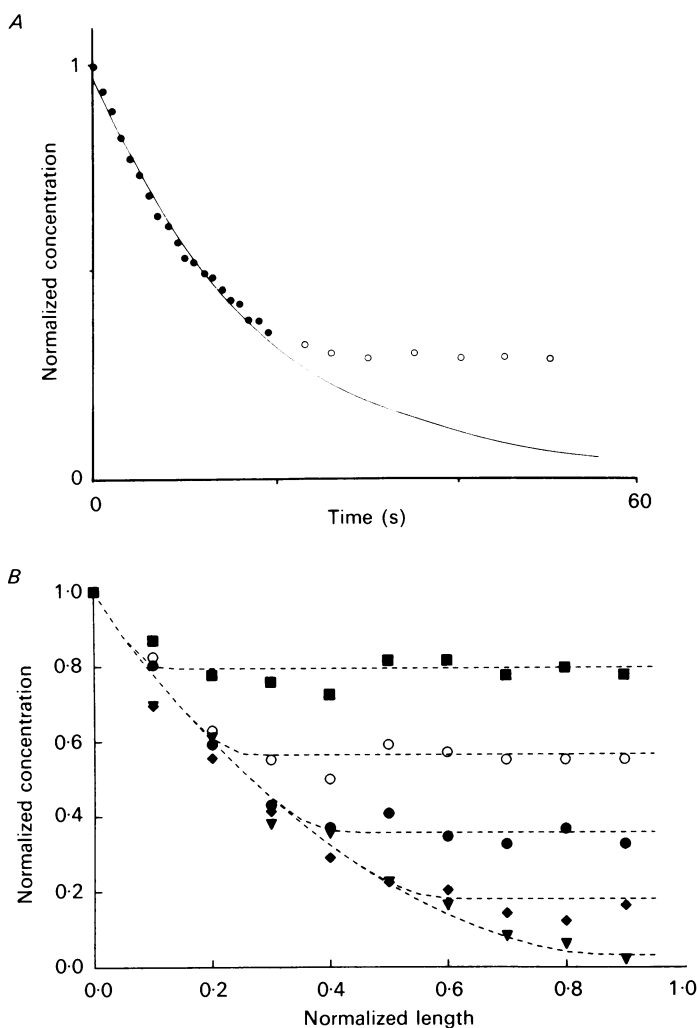 A
1
Normalized concentration
0
0
60
Time (s)
B
1·0
0·8
0·6
0·4
0·2
0·0
Normalized concentration
0·0
0·2
0·4
0·6
0·8
1·0
Normalized length